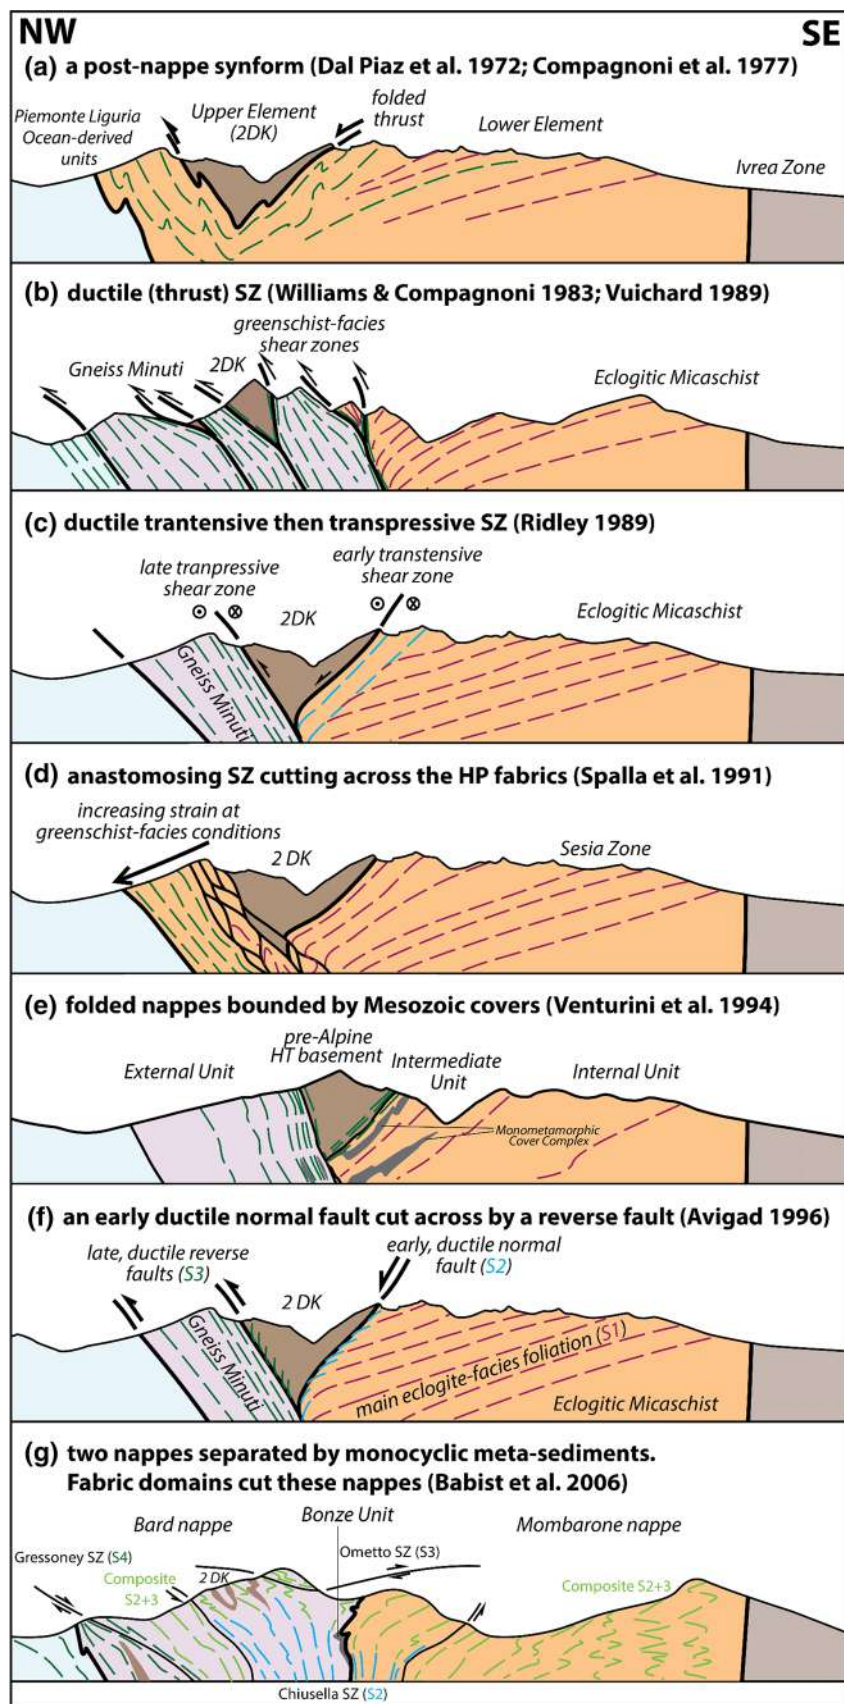 NW
SE
(a) a post-nappe synform (Dal Piaz et al. 1972; Compagnoni et al. 1977)
Piemonte Liguria
Ocean-derived
units
Upper Element
(2DK)
folded
thrust
Lower Element
Ivrea Zone
(b) ductile (thrust) SZ (Williams & Compagnoni 1983; Vuichard 1989)
Gneiss Minuti
2DK
greenschist-facies
shear zones
Eclogitic Micaschist
(c) ductile trantensive then transpressive SZ (Ridley 1989)
late tranpressive
shear zone
early transtensive
shear zone
2DK
Eclogitic Micaschist
Gneiss Minuti
(d) anastomosing SZ cutting across the HP fabrics (Spalla et al. 1991)
increasing strain at
greenschist-facies conditions
2 DK
Sesia Zone
(e) folded nappes bounded by Mesozoic covers (Venturini et al. 1994)
External Unit
pre-Alpine
HT basement
Intermediate
Unit
Internal Unit
Monometamorphic
Cover Complex
(f) an early ductile normal fault cut across by a reverse fault (Avigad 1996)
late, ductile reverse
faults (S3)
early, ductile normal
fault (S2)
2 DK
Gneiss Minuti
main eclogite-facies foliation (S1)
Eclogitic Micaschist
(g) two nappes separated by monocyclic meta-sediments.
Fabric domains cut these nappes (Babist et al. 2006)
Bard nappe
Bonze Unit
Mombarone nappe
Gressoney SZ (S4)
Composite
S2+3
2 DK
Ometto SZ (S3)
Composite S2+3
Chiusella SZ (S2)